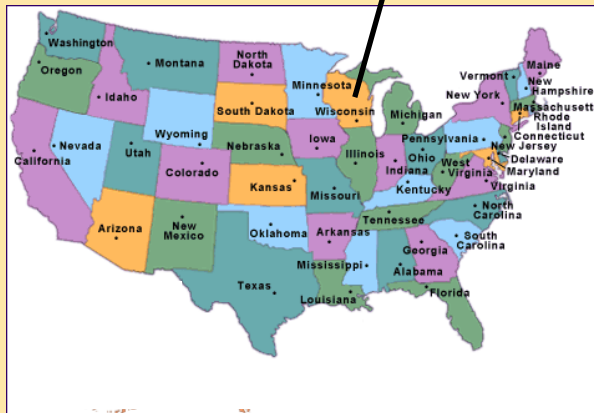 Washington
Montana
North
Dakota
Minnesota
Oregon
Idaho
South Dakota
Wisconsin
Michigan
Vermont
Maine
New
Hampshire
New York
Massachusett
Rhode
Island
Connecticut
Wyoming
Nevada
Utah
California
Colorado
Nebraska
Iowa
Illinois
Indiana
Ohio
Pennsylvania
New Jersey
Delaware
Maryland
West
Virginia
Virginia
Kansas
Missouri
Kentucky
North
Carolina
Tennessee
Arizona
New
Mexico
Oklahoma
Arkansas
South
Carolina
Georgia
Mississippi
Alabama
Texas
Louisiana
Florida